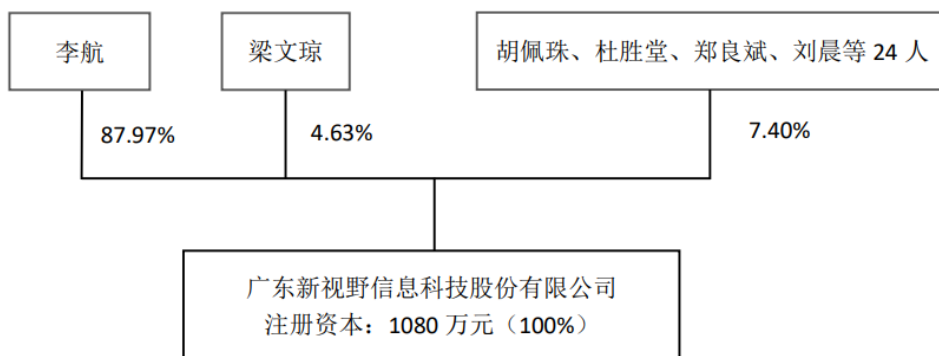 李航
梁文琼
胡佩珠、杜胜堂、郑良斌、刘晨等 24 人
87.97%
4.63%
7.40%
广东新视野信息科技股份有限公司
注册资本：1080 万元（100%）